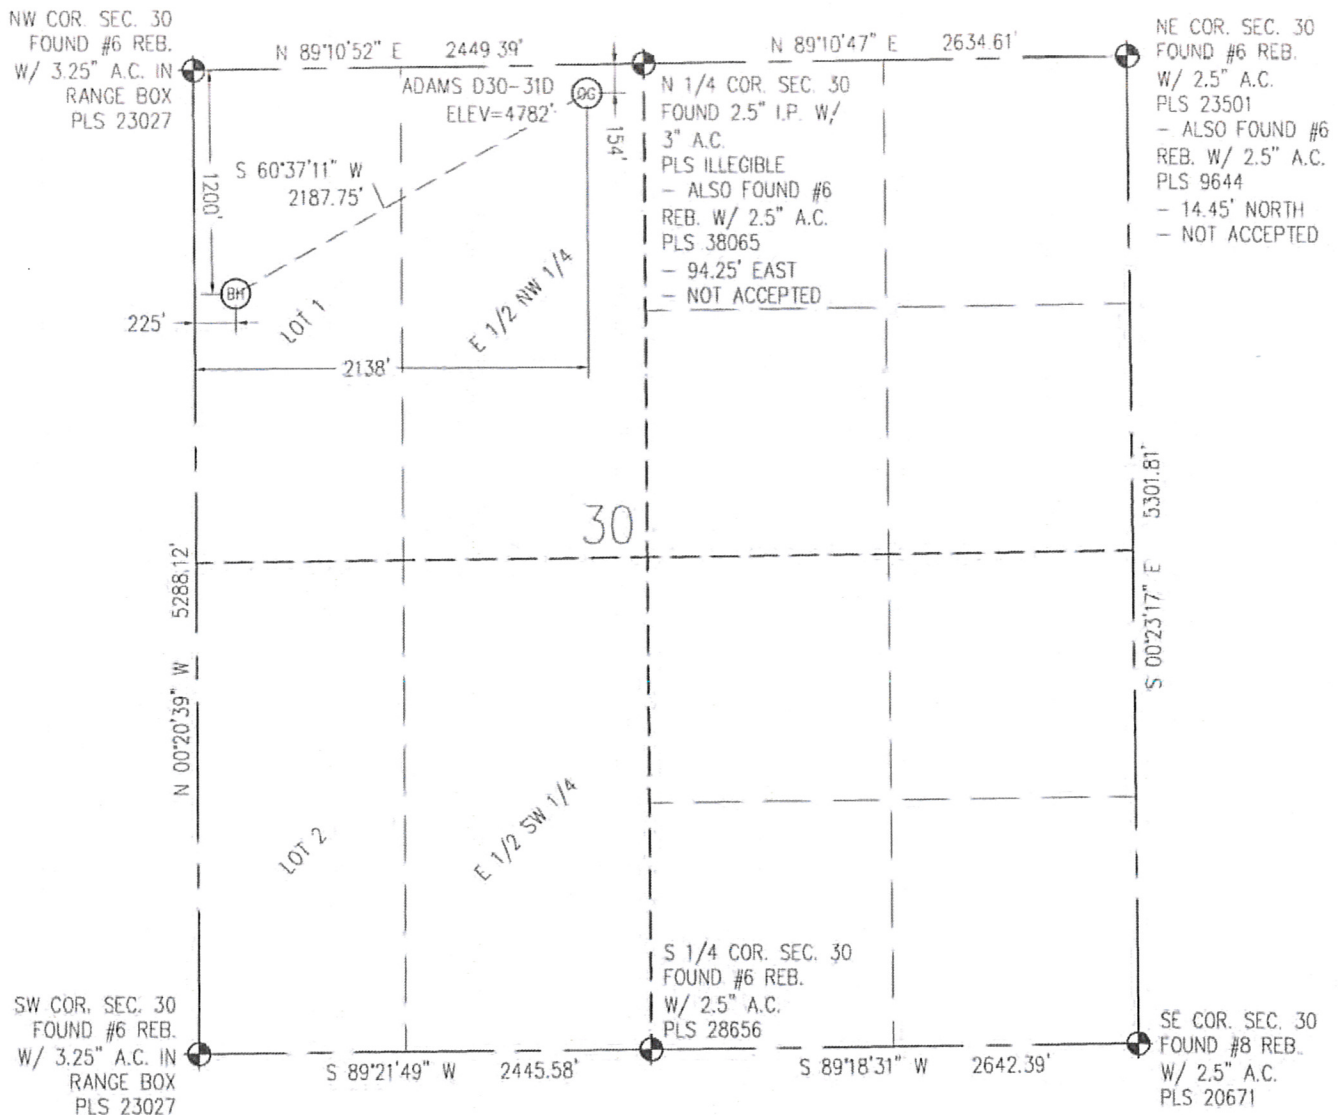 NW COR. SEC. 30
FOUND #6 REB.
W/ 3.25" A.C. IN
RANGE BOX
PLS 23027
N 89°10'52" E 2449.39'
N 89°10'47" E 2634.61'
NE COR. SEC. 30
FOUND #6 REB.
W/ 2.5" A.C.
PLS 23501
- ALSO FOUND #6
REB. W/ 2.5" A.C.
PLS 9644
- 14.45' NORTH
- NOT ACCEPTED
ADAMS D30-31D
ELEV=4782'
OG
154'
N 1/4 COR. SEC. 30
FOUND 2.5" I.P. W/
3" A.C.
PLS ILLEGIBLE
- ALSO FOUND #6
REB. W/ 2.5" A.C.
PLS 38065
- 94.25' EAST
- NOT ACCEPTED
S 60°37'11" W
2187.75'
1200'
BH
225'
LOT 1
E 1/2 NW 1/4
2138'
30
5288.12'
N 00°20'39" W
5301.81'
S 00°23'17" E
LOT 2
E 1/2 SW 1/4
SW COR. SEC. 30
FOUND #6 REB.
W/ 3.25" A.C. IN
RANGE BOX
PLS 23027
S 89°21'49" W 2445.58'
S 1/4 COR. SEC. 30
FOUND #6 REB.
W/ 2.5" A.C.
PLS 28656
S 89°18'31" W 2642.39'
SE COR. SEC. 30
FOUND #8 REB.
W/ 2.5" A.C.
PLS 20671